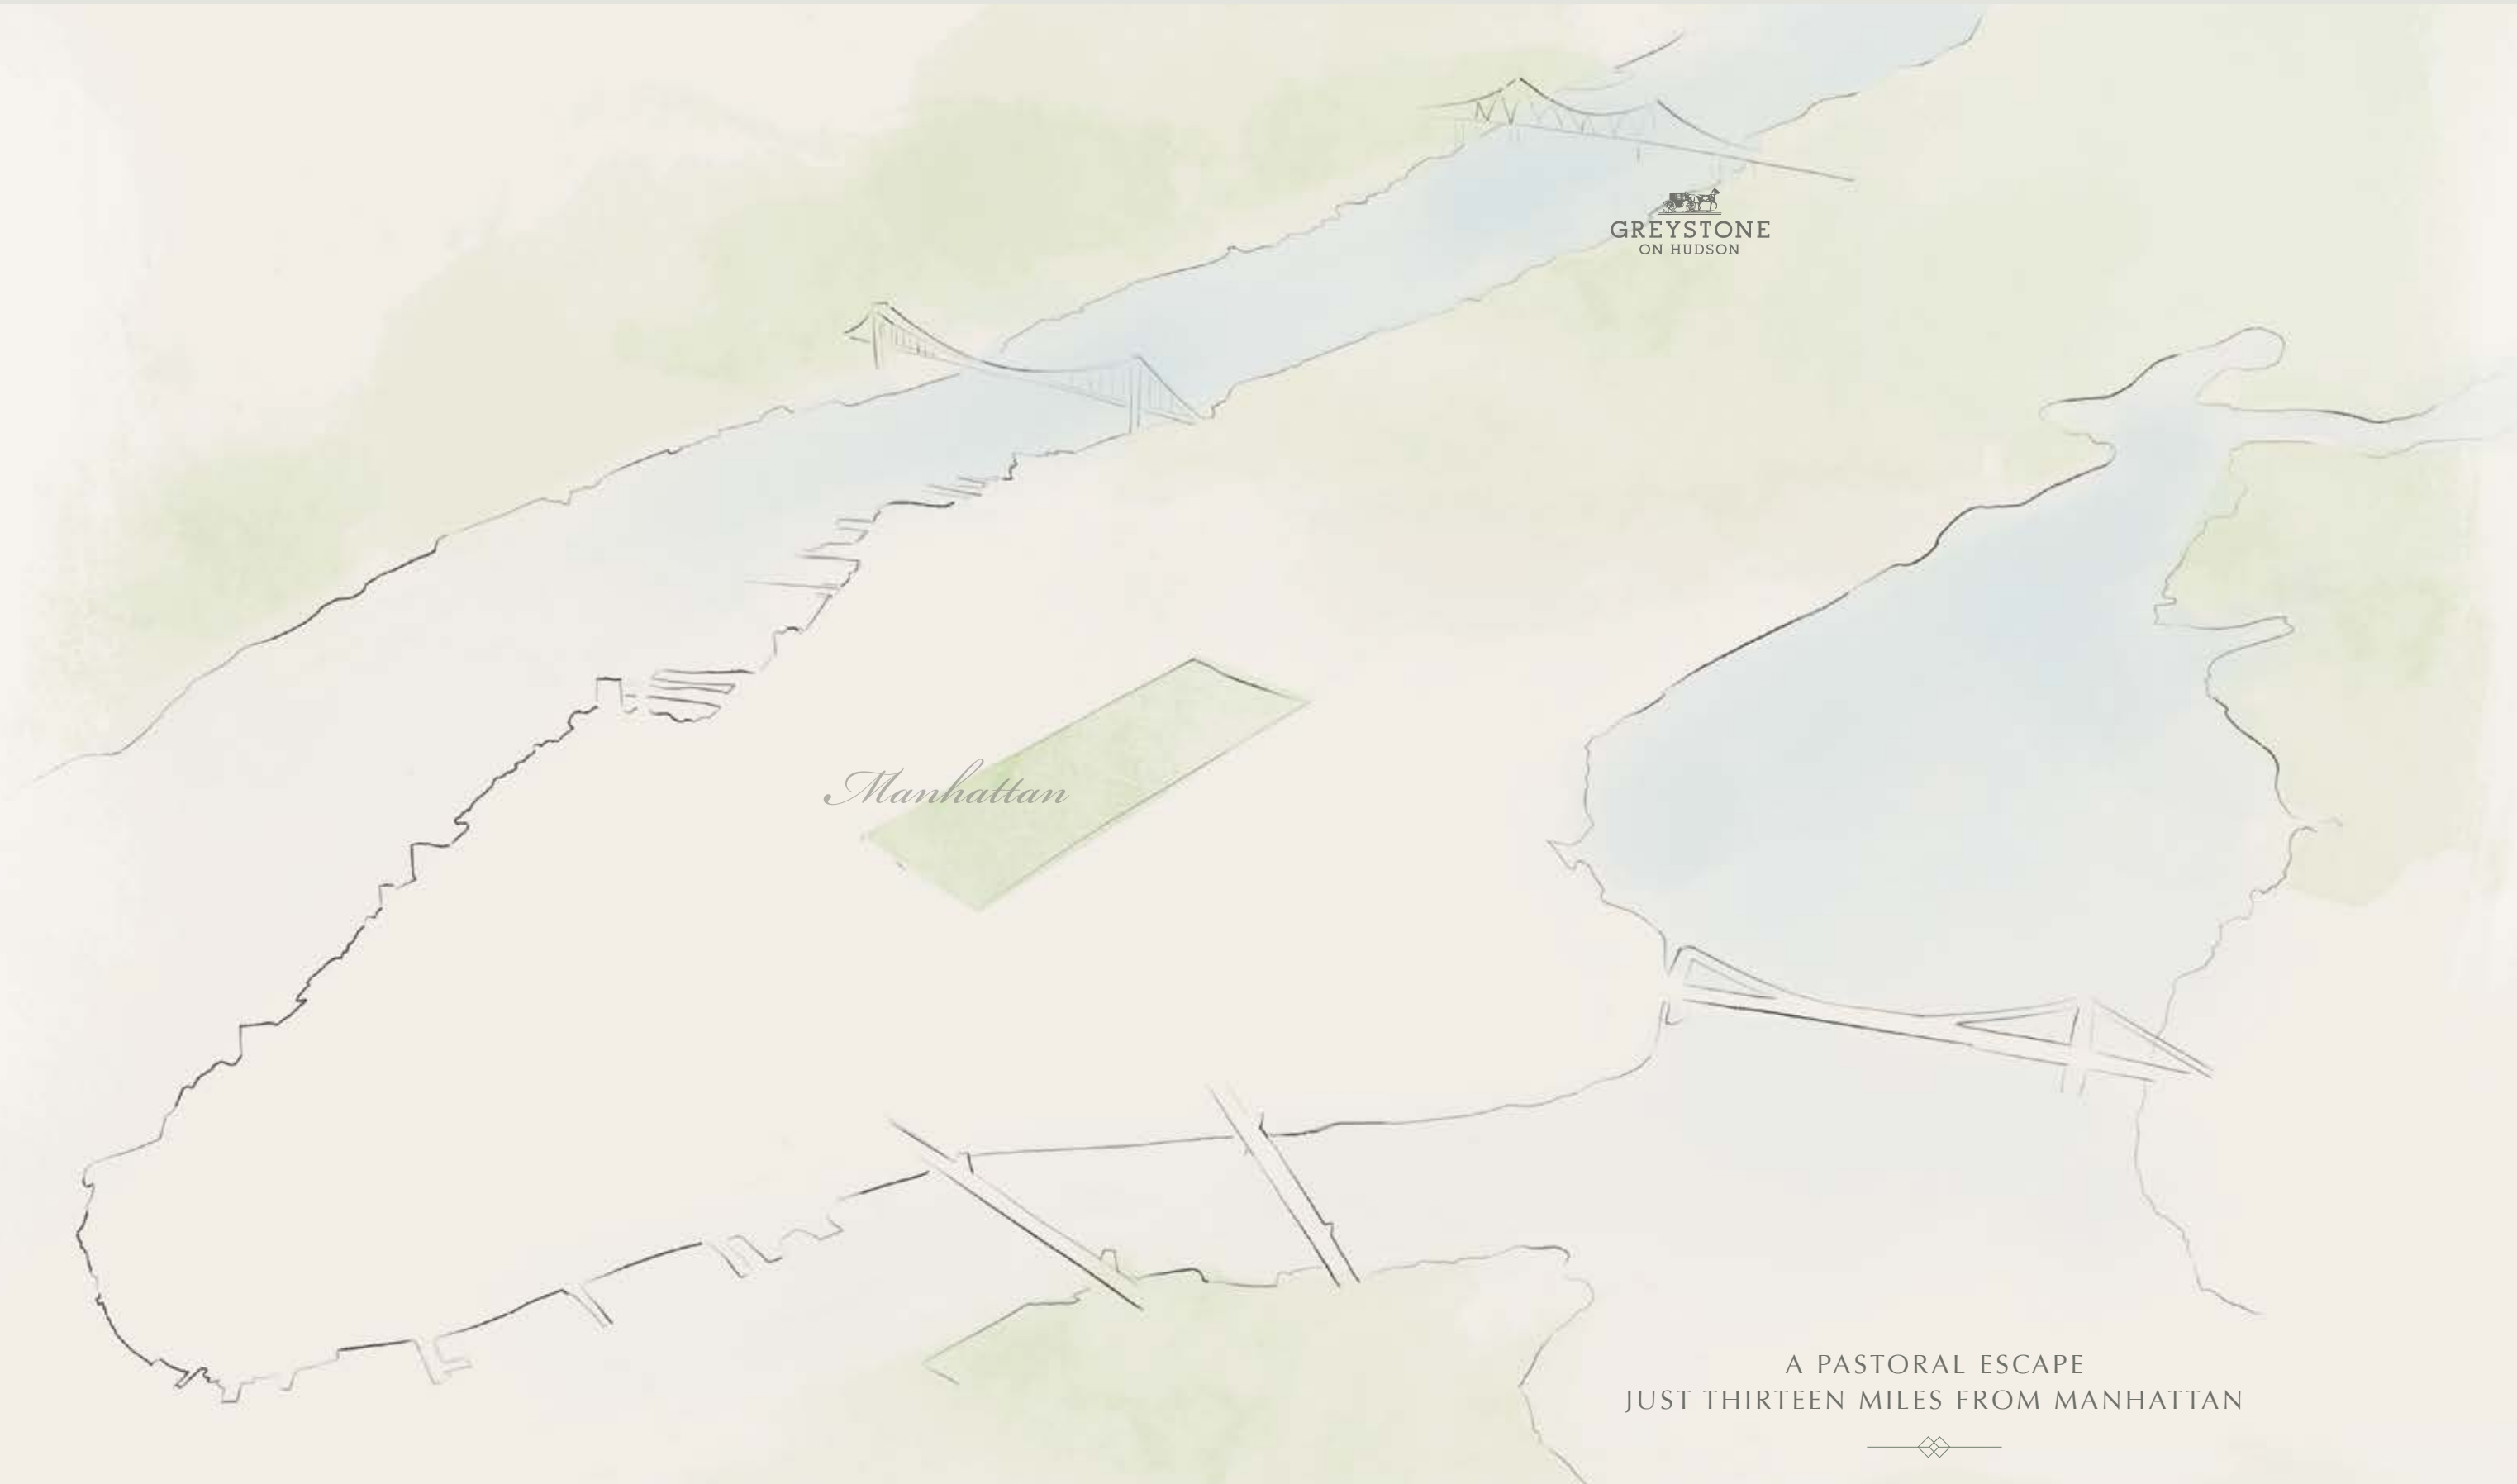 GREYSTONE
ON HUDSON
Manhattan
A PASTORAL ESCAPE
JUST THIRTEEN MILES FROM MANHATTAN